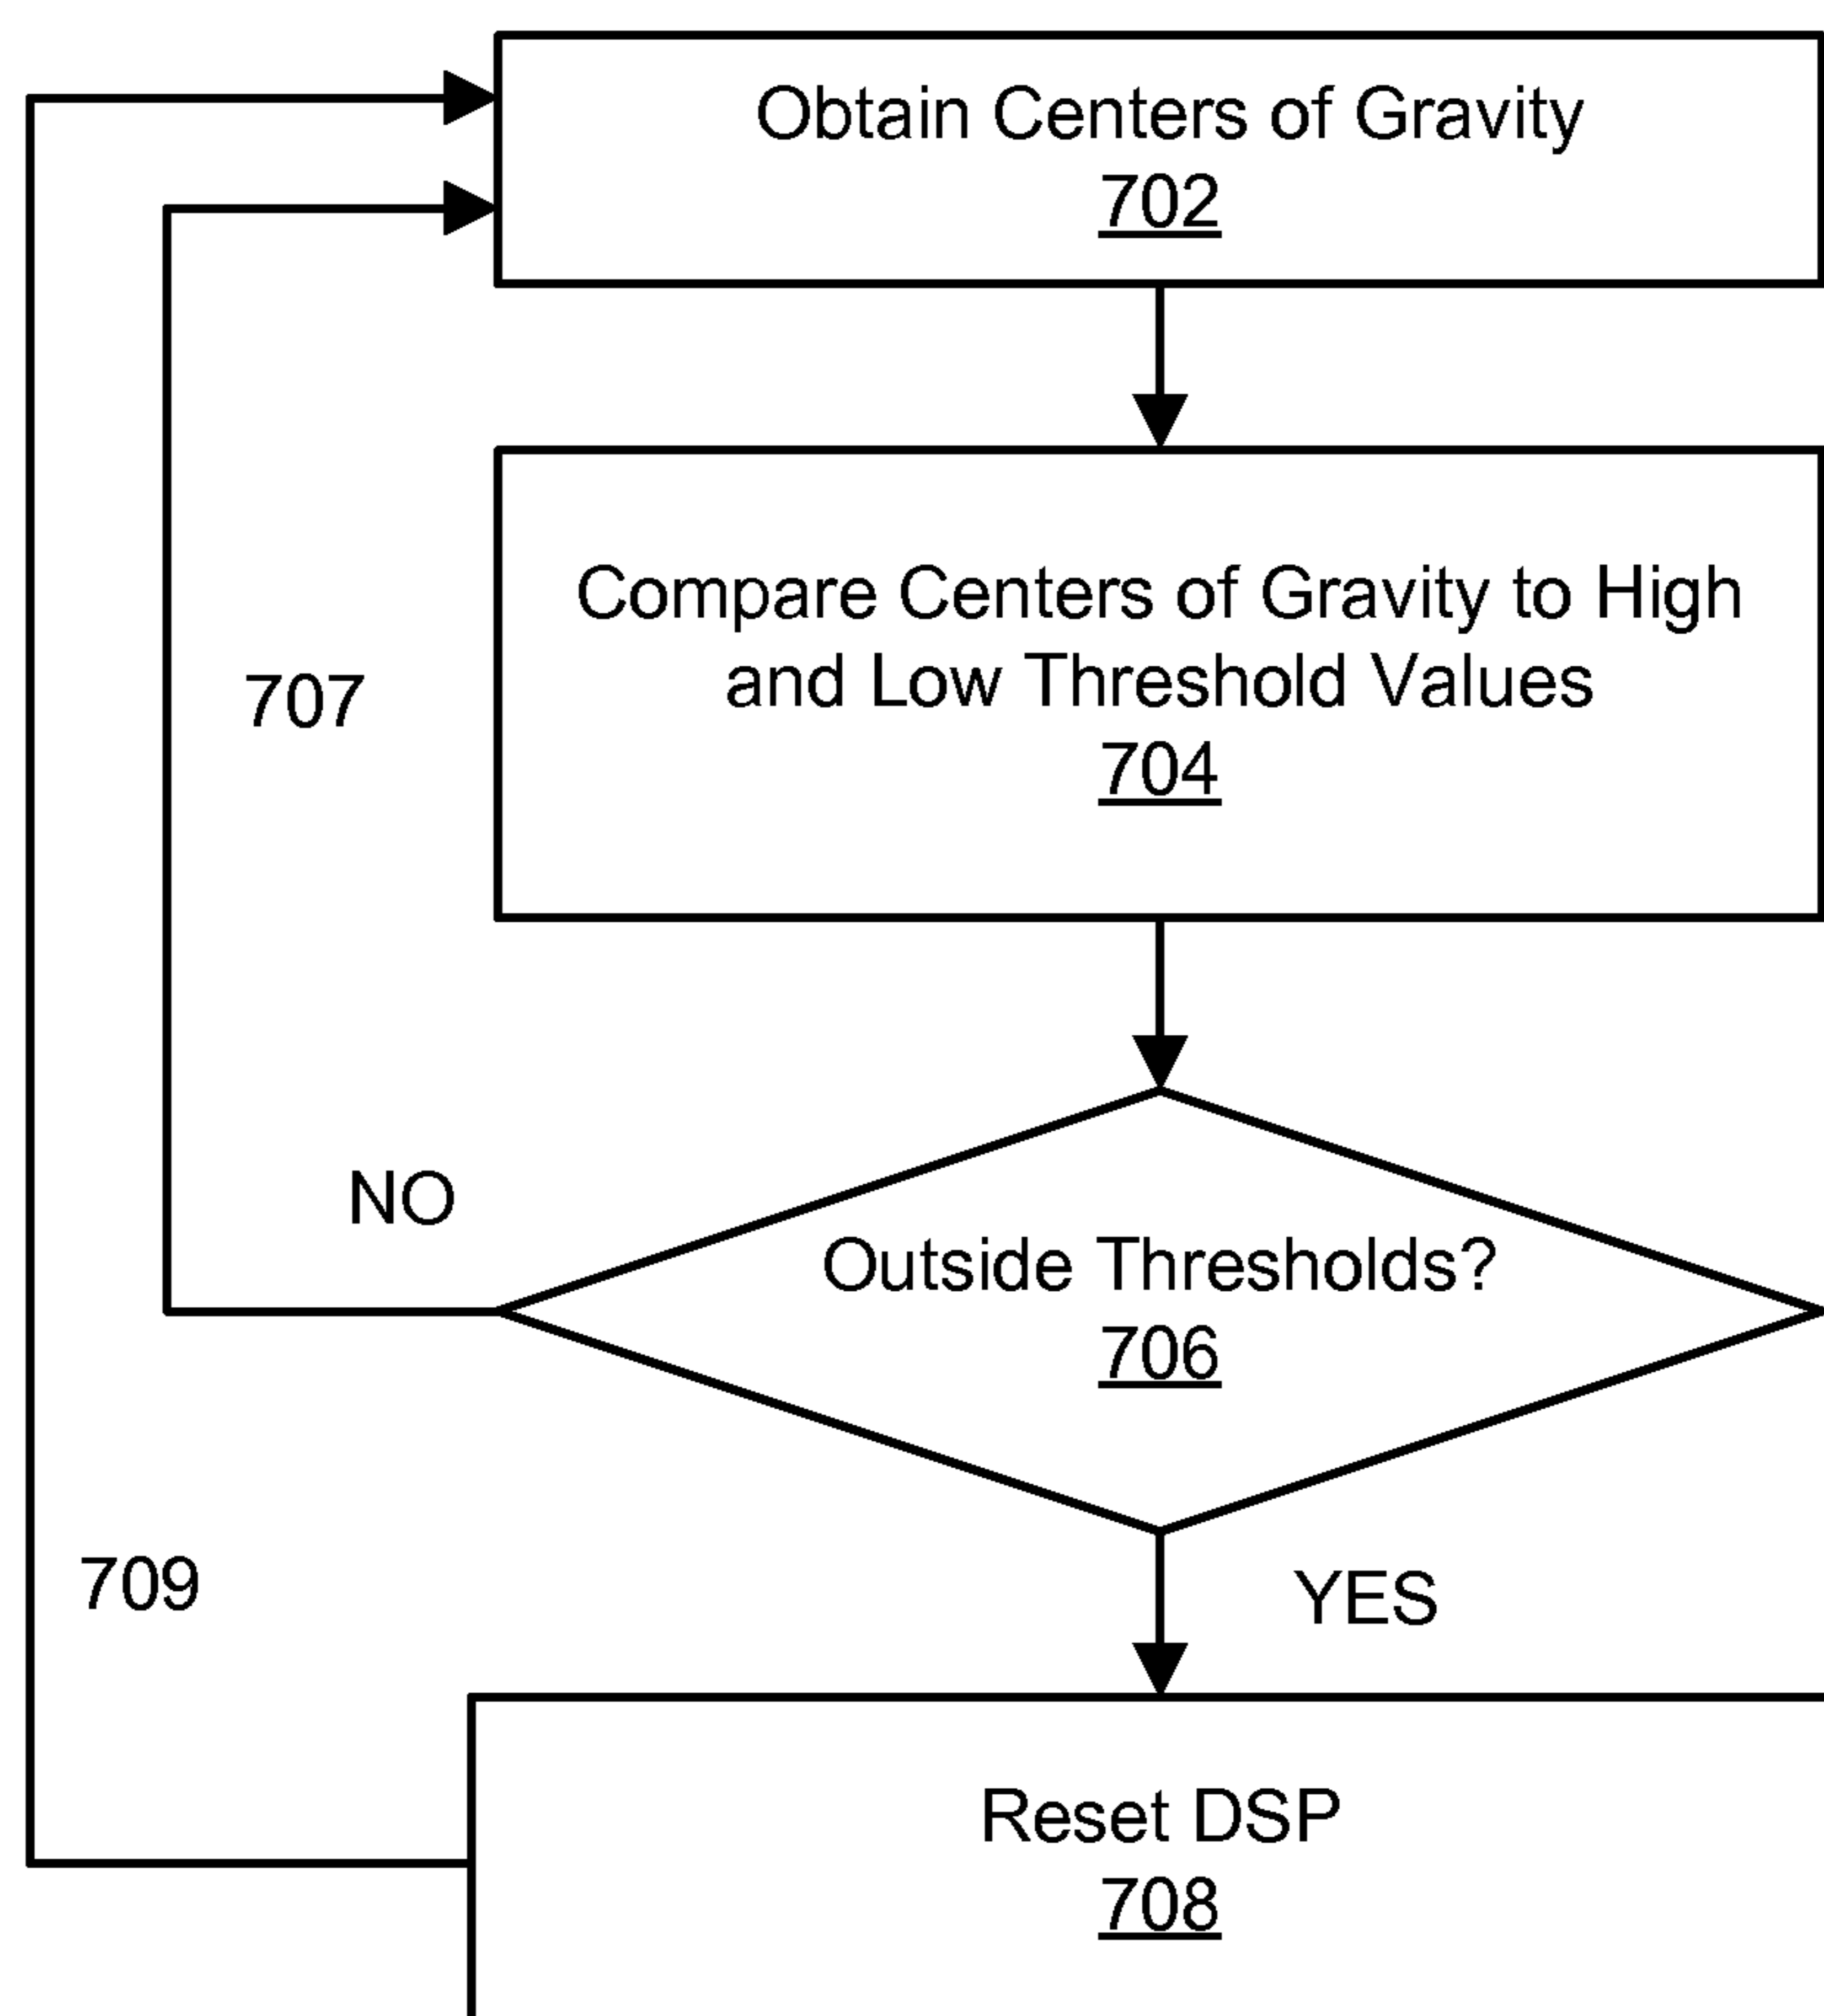 Obtain Centers of Gravity
702
Compare Centers of Gravity to High
and Low Threshold Values
704
707
NO
Outside Thresholds?
706
709
YES
Reset DSP
708